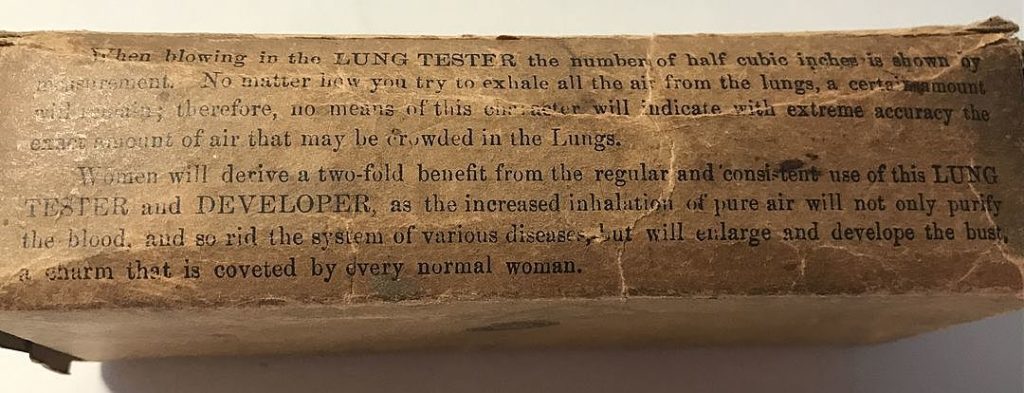 When blowing in the LUNG TESTER the number of half cubic inches is shown by
measurement. No matter how you try to exhale all the air from the lungs, a certain amount
will remain; therefore, no means of this character will indicate with extreme accuracy the
exact amount of air that may be crowded in the Lungs.
Women will derive a two-fold benefit from the regular and consistent use of this LUNG
TESTER and DEVELOPER, as the increased inhalation of pure air will not only purify
the blood, and so rid the system of various diseases, but will enlarge and develope the bust,
a charm that is coveted by every normal woman.